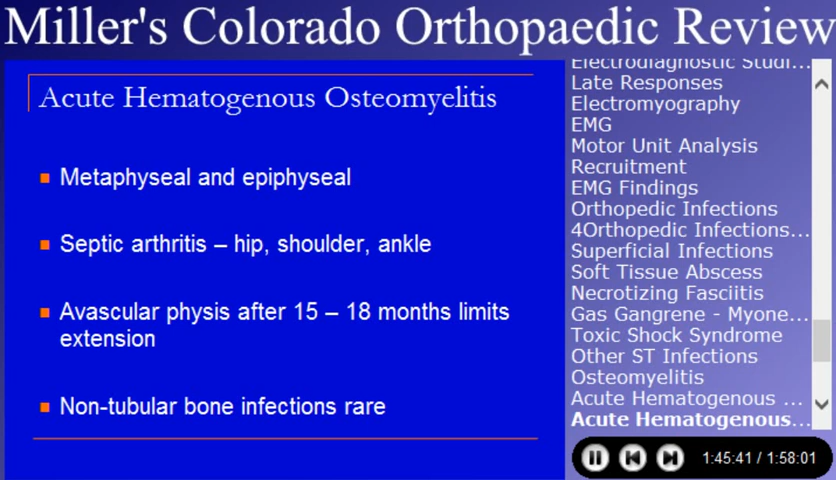 Miller's Colorado Orthopaedic Review
Acute Hematogenous Osteomyelitis
Metaphyseal and epiphyseal
Septic arthritis – hip, shoulder, ankle
Avascular physis after 15 – 18 months limits
extension
Non-tubular bone infections rare
Electrodiagnostic Studi...
Late Responses
Electromyography
EMG
Motor Unit Analysis
Recruitment
EMG Findings
Orthopedic Infections
4Orthopedic Infections...
Superficial Infections
Soft Tissue Abscess
Necrotizing Fasciitis
Gas Gangrene - Myone...
Toxic Shock Syndrome
Other ST Infections
Osteomyelitis
Acute Hematogenous ...
Acute Hematogenous...
1:45:41 / 1:58:01